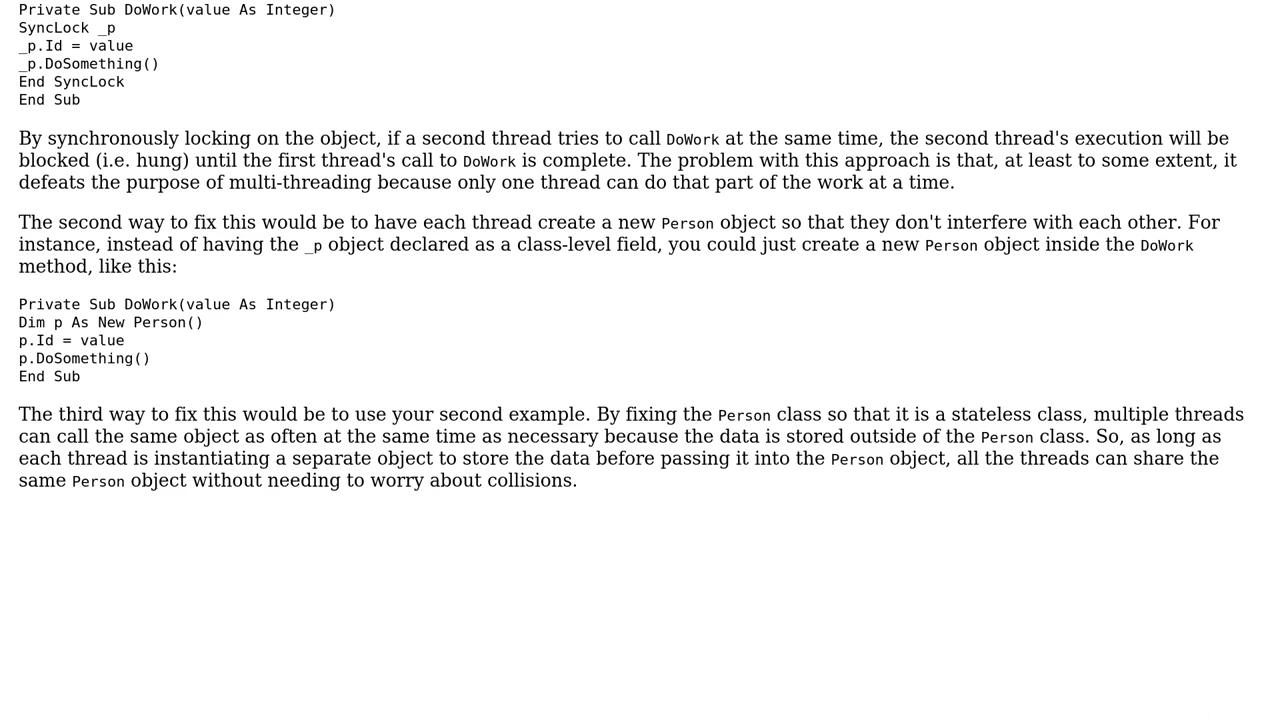 Private Sub DoWork(value As Integer)
SyncLock _p
_p.Id = value
_p.DoSomething()
End SyncLock
End Sub
By synchronously locking on the object, if a second thread tries to call DoWork at the same time, the second thread's execution will be
blocked (i.e. hung) until the first thread's call to DoWork is complete. The problem with this approach is that, at least to some extent, it
defeats the purpose of multi-threading because only one thread can do that part of the work at a time.
The second way to fix this would be to have each thread create a new Person object so that they don't interfere with each other. For
instance, instead of having the _p object declared as a class-level field, you could just create a new Person object inside the DoWork
method, like this:
Private Sub DoWork(value As Integer)
Dim p As New Person()
p.Id = value
p.DoSomething()
End Sub
The third way to fix this would be to use your second example. By fixing the Person class so that it is a stateless class, multiple threads
can call the same object as often at the same time as necessary because the data is stored outside of the Person class. So, as long as
each thread is instantiating a separate object to store the data before passing it into the Person object, all the threads can share the
same Person object without needing to worry about collisions.